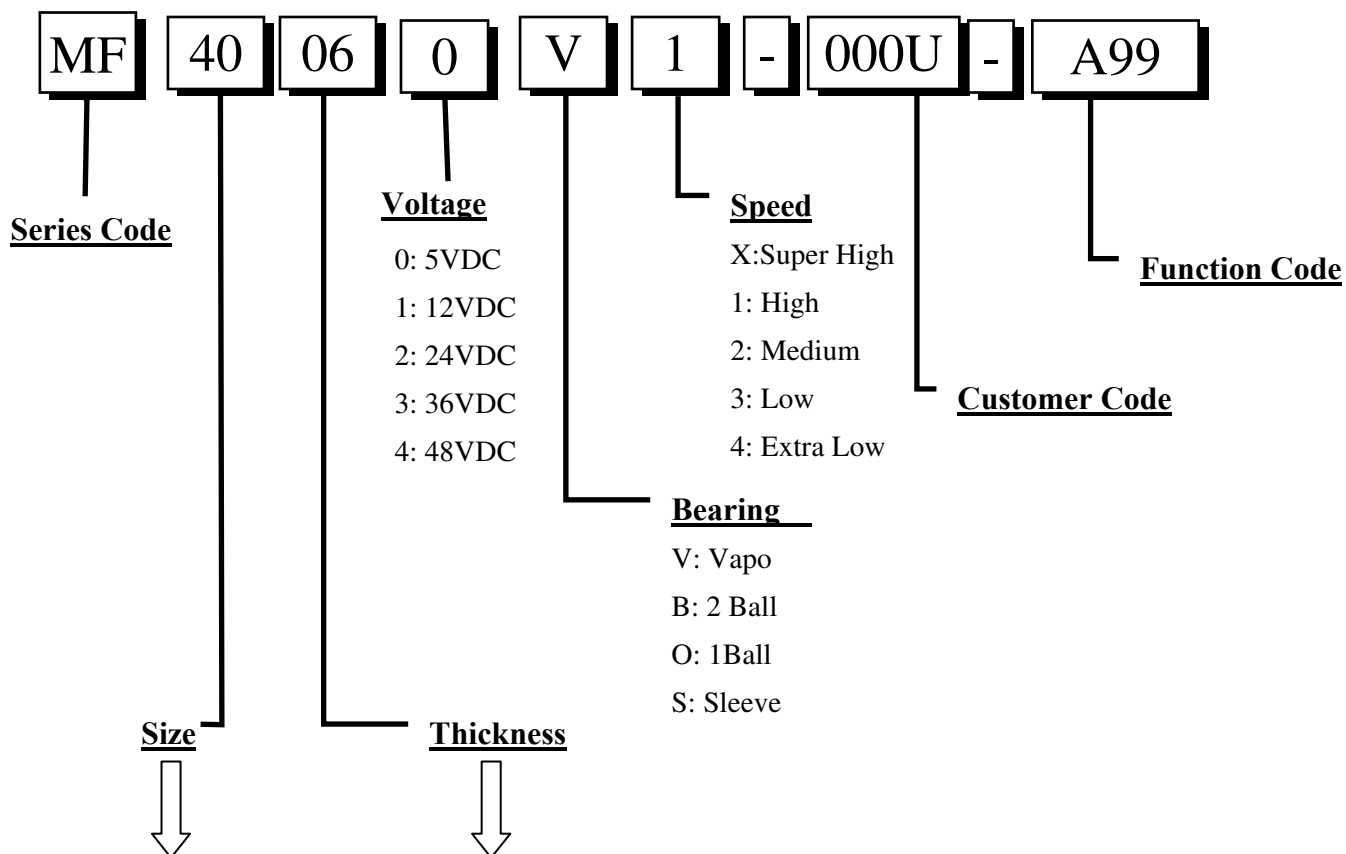 MF 40 06 0 V 1 - 000U - A99
Series Code
Voltage
0: 5VDC
1: 12VDC
2: 24VDC
3: 36VDC
4: 48VDC
Speed
X:Super High
1: High
2: Medium
3: Low
4: Extra Low
Function Code
Customer Code
Bearing
V: Vapo
B: 2 Ball
O: 1Ball
S: Sleeve
Size
Thickness